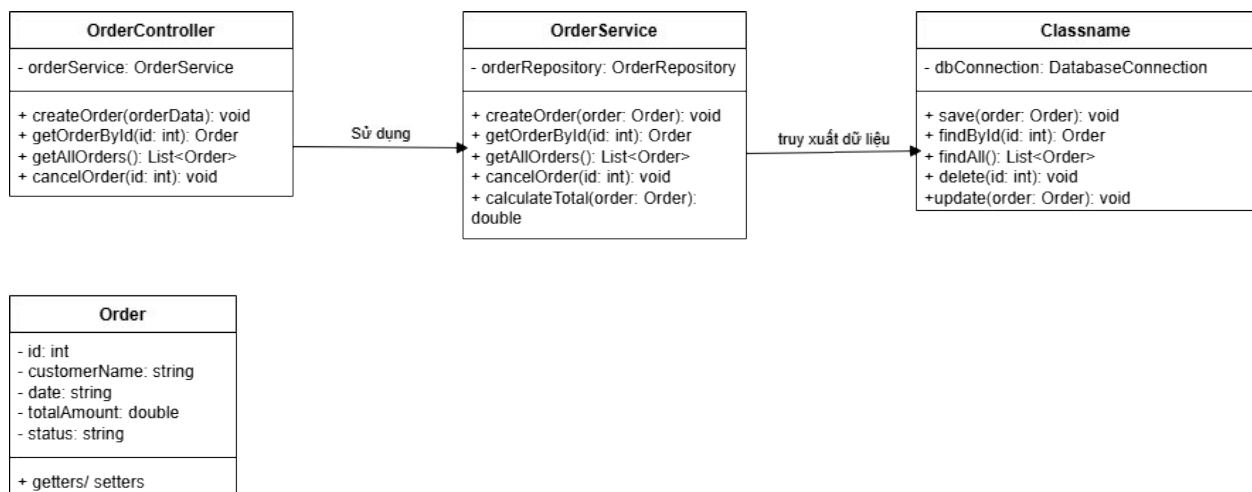 OrderController
- orderService: OrderService
+ createOrder(orderData): void
+ getOrderById(id: int): Order
+ getAllOrders(): List<Order>
+ cancelOrder(id: int): void
Sử dụng
OrderService
- orderRepository: OrderRepository
+ createOrder(order: Order): void
+ getOrderById(id: int): Order
+ getAllOrders(): List<Order>
+ cancelOrder(id: int): void
+ calculateTotal(order: Order):
double
truy xuất dữ liệu
Classname
- dbConnection: DatabaseConnection
+ save(order: Order): void
+ findById(id: int): Order
+ findAll(): List<Order>
+ delete(id: int): void
+update(order: Order): void
Order
- id: int
- customerName: string
- date: string
- totalAmount: double
- status: string
+ getters/ setters